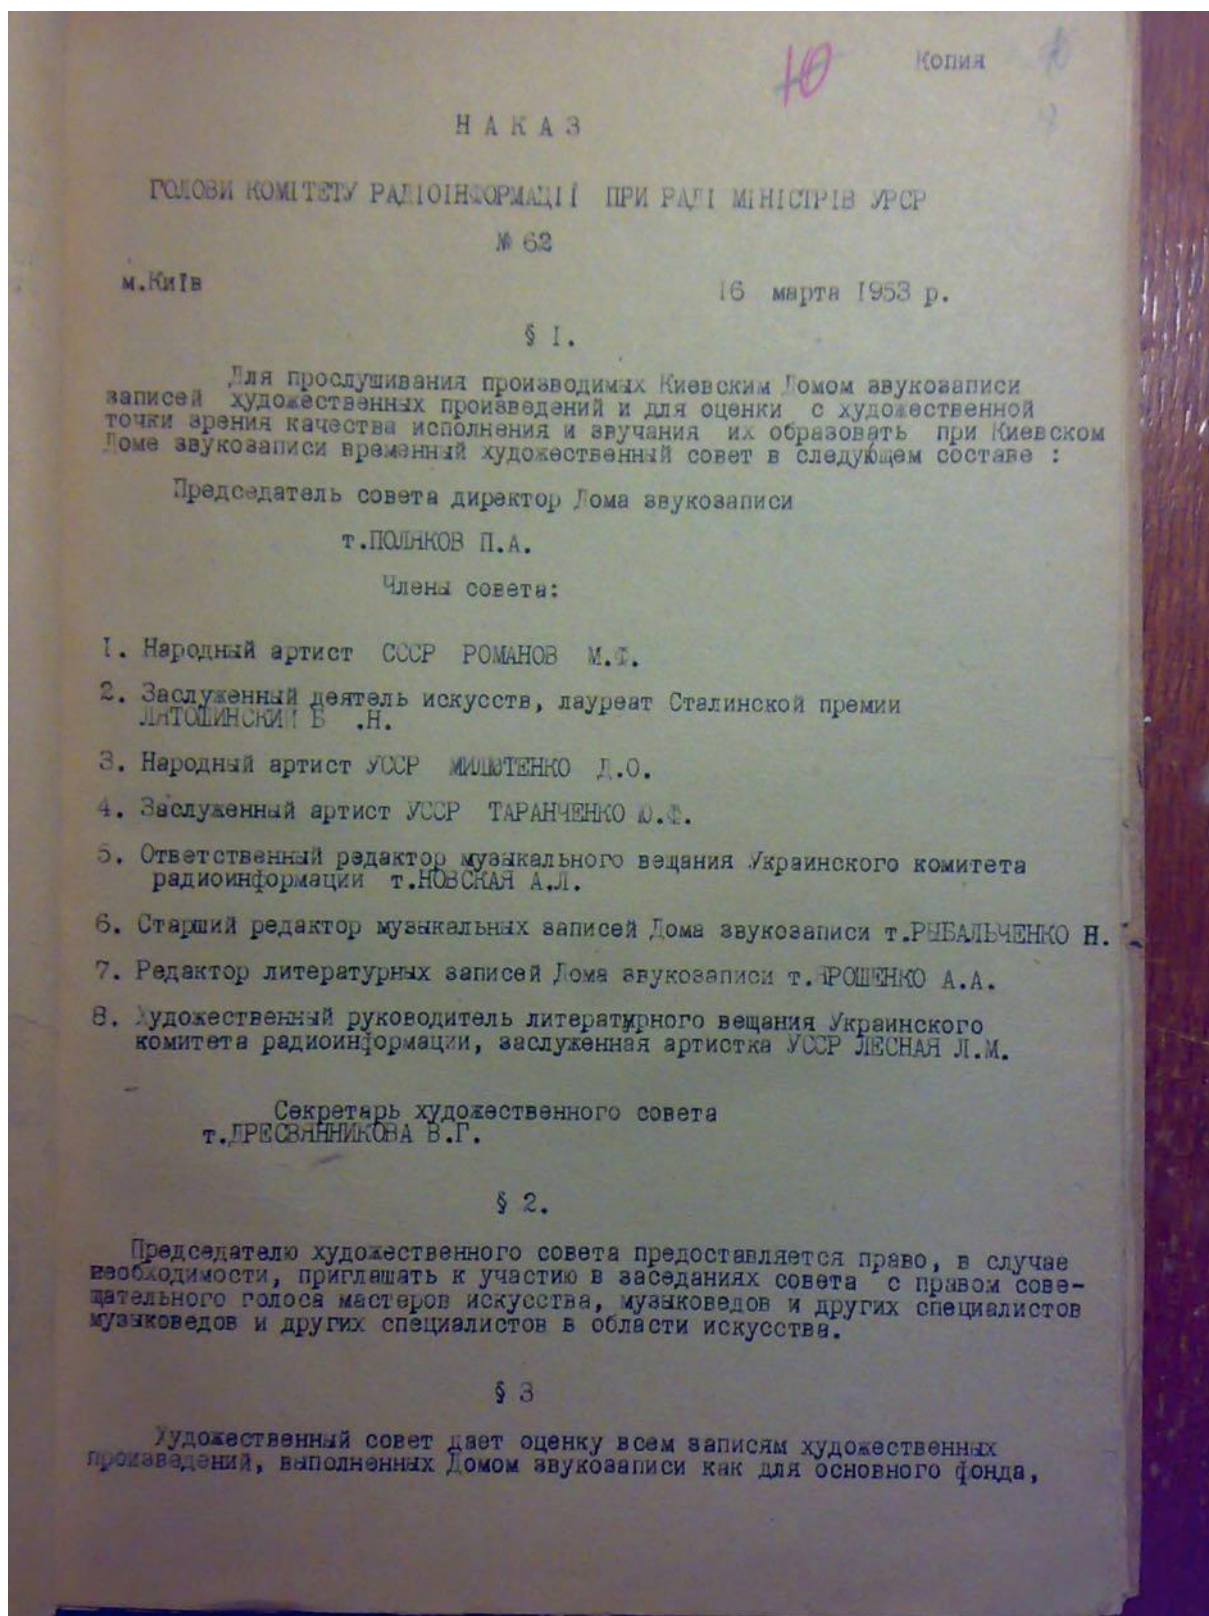 Копия
10
НАКАЗ
ГОЛОВИ КОМІТЕТУ РАДІОІНФОРМАЦІЇ ПРИ РАДІ МІНІСТРІВ УРСР
№ 62
м.Київ
16 марта 1953 р.
§ I.
Для прослушивания производимых Киевским Домом звукозаписи
записей художественных произведений и для оценки с художественной
точки зрения качества исполнения и звучания их образовать при Киевском
Доме звукозаписи временный художественный совет в следующем составе :
Председатель совета директор Дома звукозаписи
т.ПОЛЯКОВ П.А.
Члены совета:
I. Народный артист СССР РОМАНОВ М.Ф.
2. Заслуженный деятель искусств, лауреат Сталинской премии
ЛЯТОШИНСКИЙ Б .Н.
3. Народный артист УССР МИЛЮТЕНКО Д.О.
4. Заслуженный артист УССР ТАРАНЧЕНКО Ю.Ф.
5. Ответственный редактор музыкального вещания Украинского комитета
радиоинформации т.НОВСКАЯ А.Л.
6. Старший редактор музыкальных записей Дома звукозаписи т.РЫБАЛЬЧЕНКО Н.
7. Редактор литературных записей Дома звукозаписи т.ЯРОШЕНКО А.А.
8. Художественный руководитель литературного вещания Украинского
комитета радиоинформации, заслуженная артистка УССР ЛЕСНАЯ Л.М.
Секретарь художественного совета
т.ДРЕСВЯННИКОВА В.Г.
§ 2.
Председателю художественного совета предоставляется право, в случае
необходимости, приглашать к участию в заседаниях совета с правом сове-
щательного голоса мастеров искусства, музыковедов и других специалистов
музыковедов и других специалистов в области искусства.
§ 3
Художественный совет дает оценку всем записям художественных
произведений, выполненных Домом звукозаписи как для основного фонда,